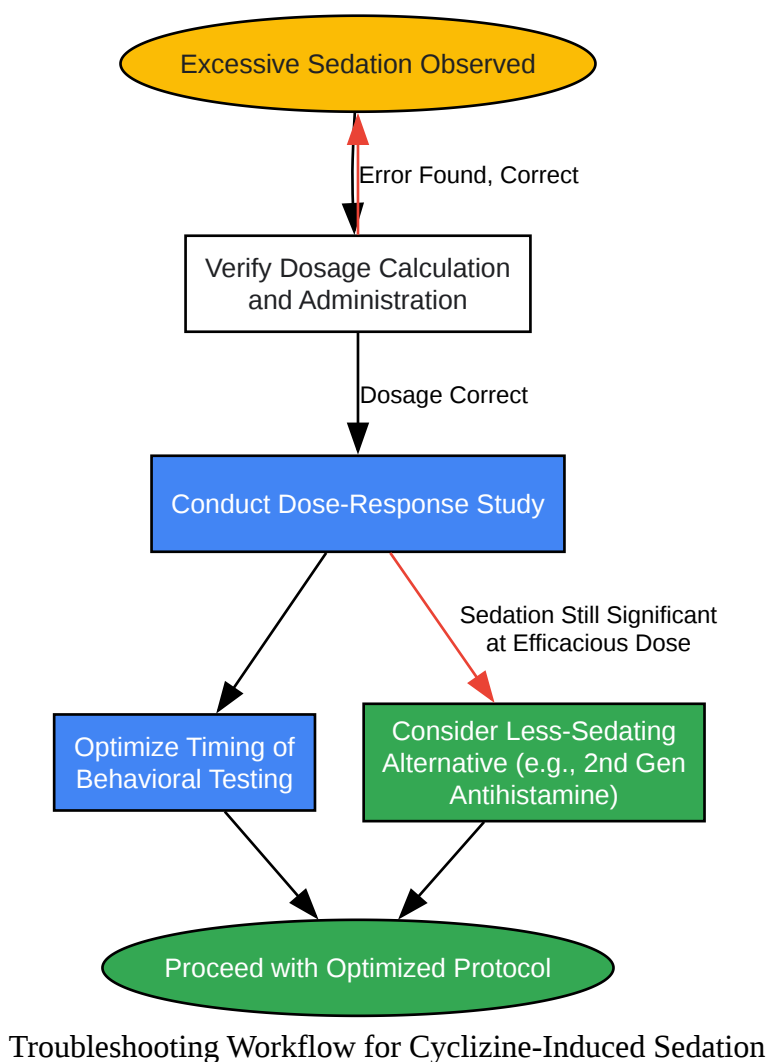 Excessive Sedation Observed
Error Found, Correct
Verify Dosage Calculation
and Administration
Dosage Correct
Conduct Dose-Response Study
Sedation Still Significant
at Efficacious Dose
Optimize Timing of
Behavioral Testing
Consider Less-Sedating
Alternative (e.g., 2nd Gen
Antihistamine)
Proceed with Optimized Protocol
Troubleshooting Workflow for Cyclizine-Induced Sedation